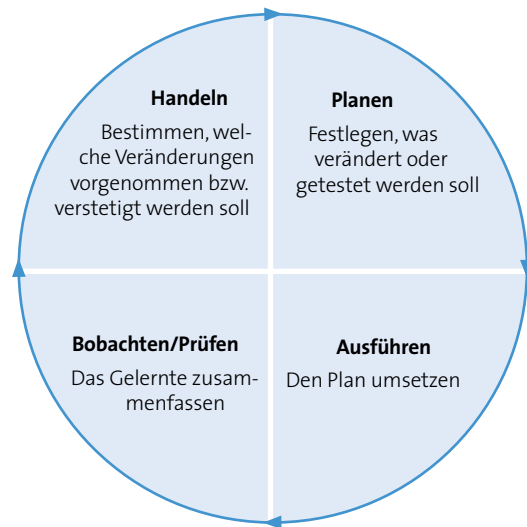 Handeln
Bestimmen, wel-
che Veränderungen
vorgenommen bzw.
verstetigt werden soll
Planen
Festlegen, was
verändert oder
getestet werden soll
Bobachten/Prüfen
Das Gelernte zusam-
menfassen
Ausführen
Den Plan umsetzen